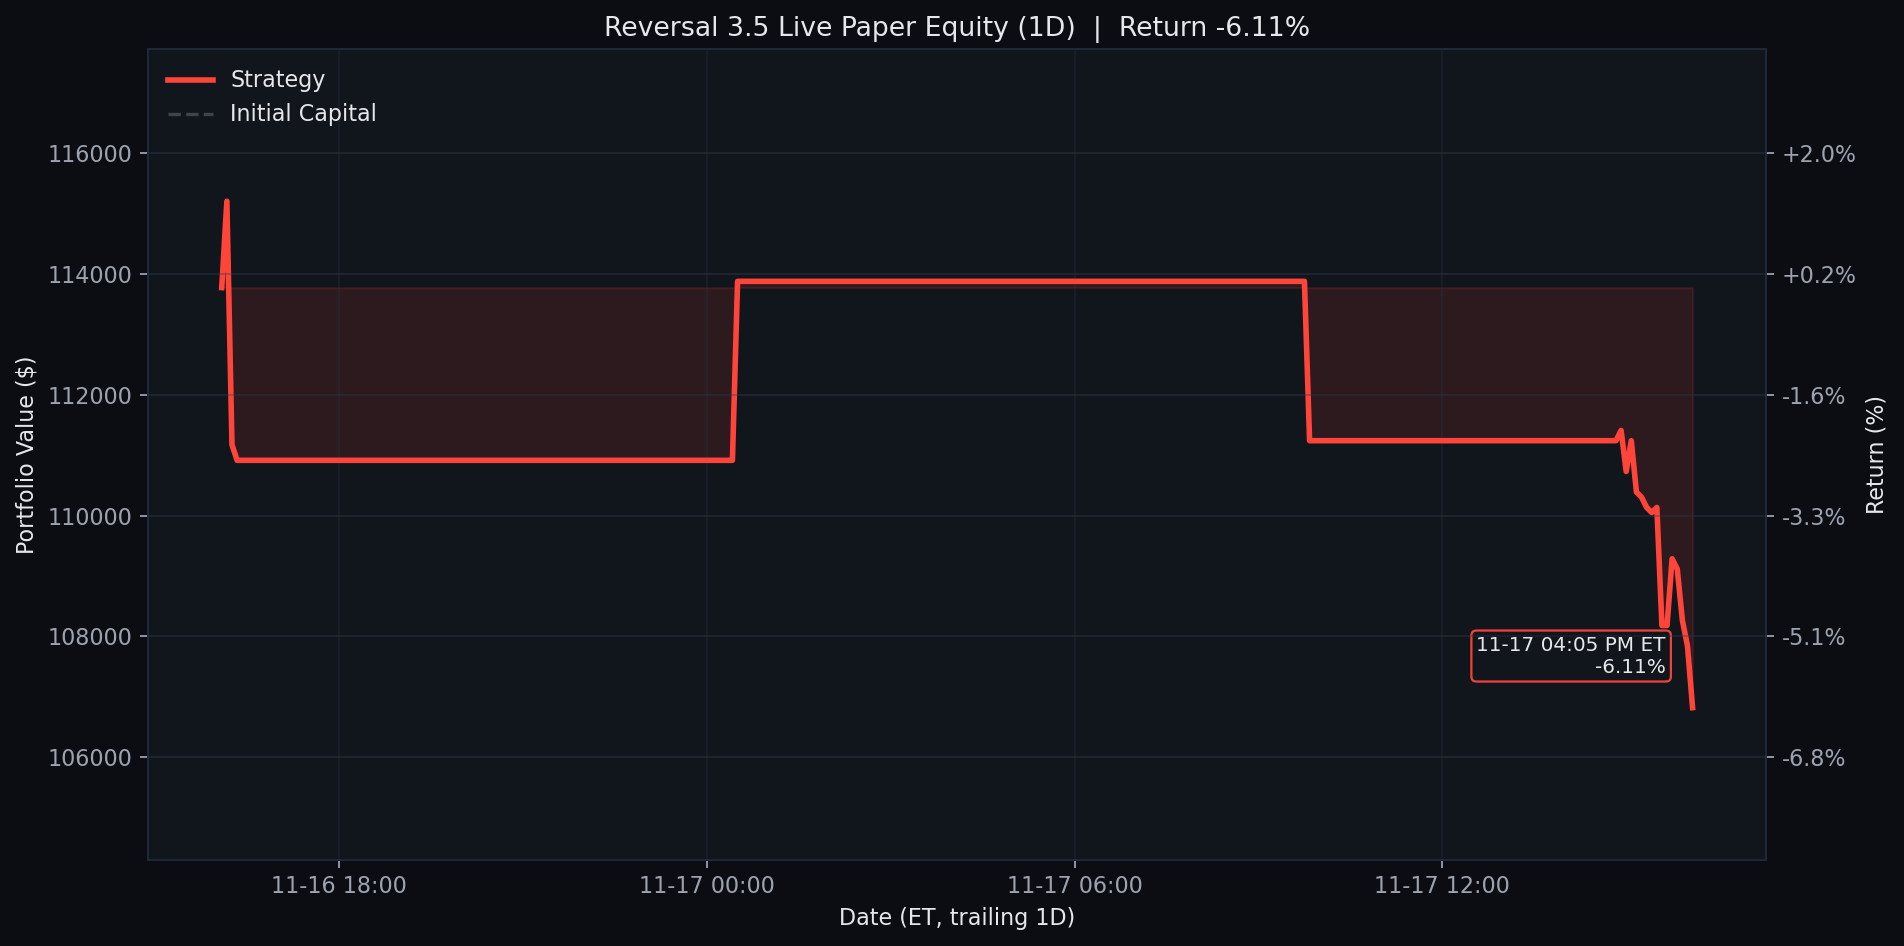 Reversal 3.5 Live Paper Equity (1D)  |  Return -6.11%
Strategy
Initial Capital
116000
114000
112000
110000
108000
106000
Portfolio Value ($)
+2.0%
+0.2%
-1.6%
-3.3%
-5.1%
-6.8%
Return (%)
11-17 04:05 PM ET
-6.11%
11-16 18:00
11-17 00:00
11-17 06:00
11-17 12:00
Date (ET, trailing 1D)